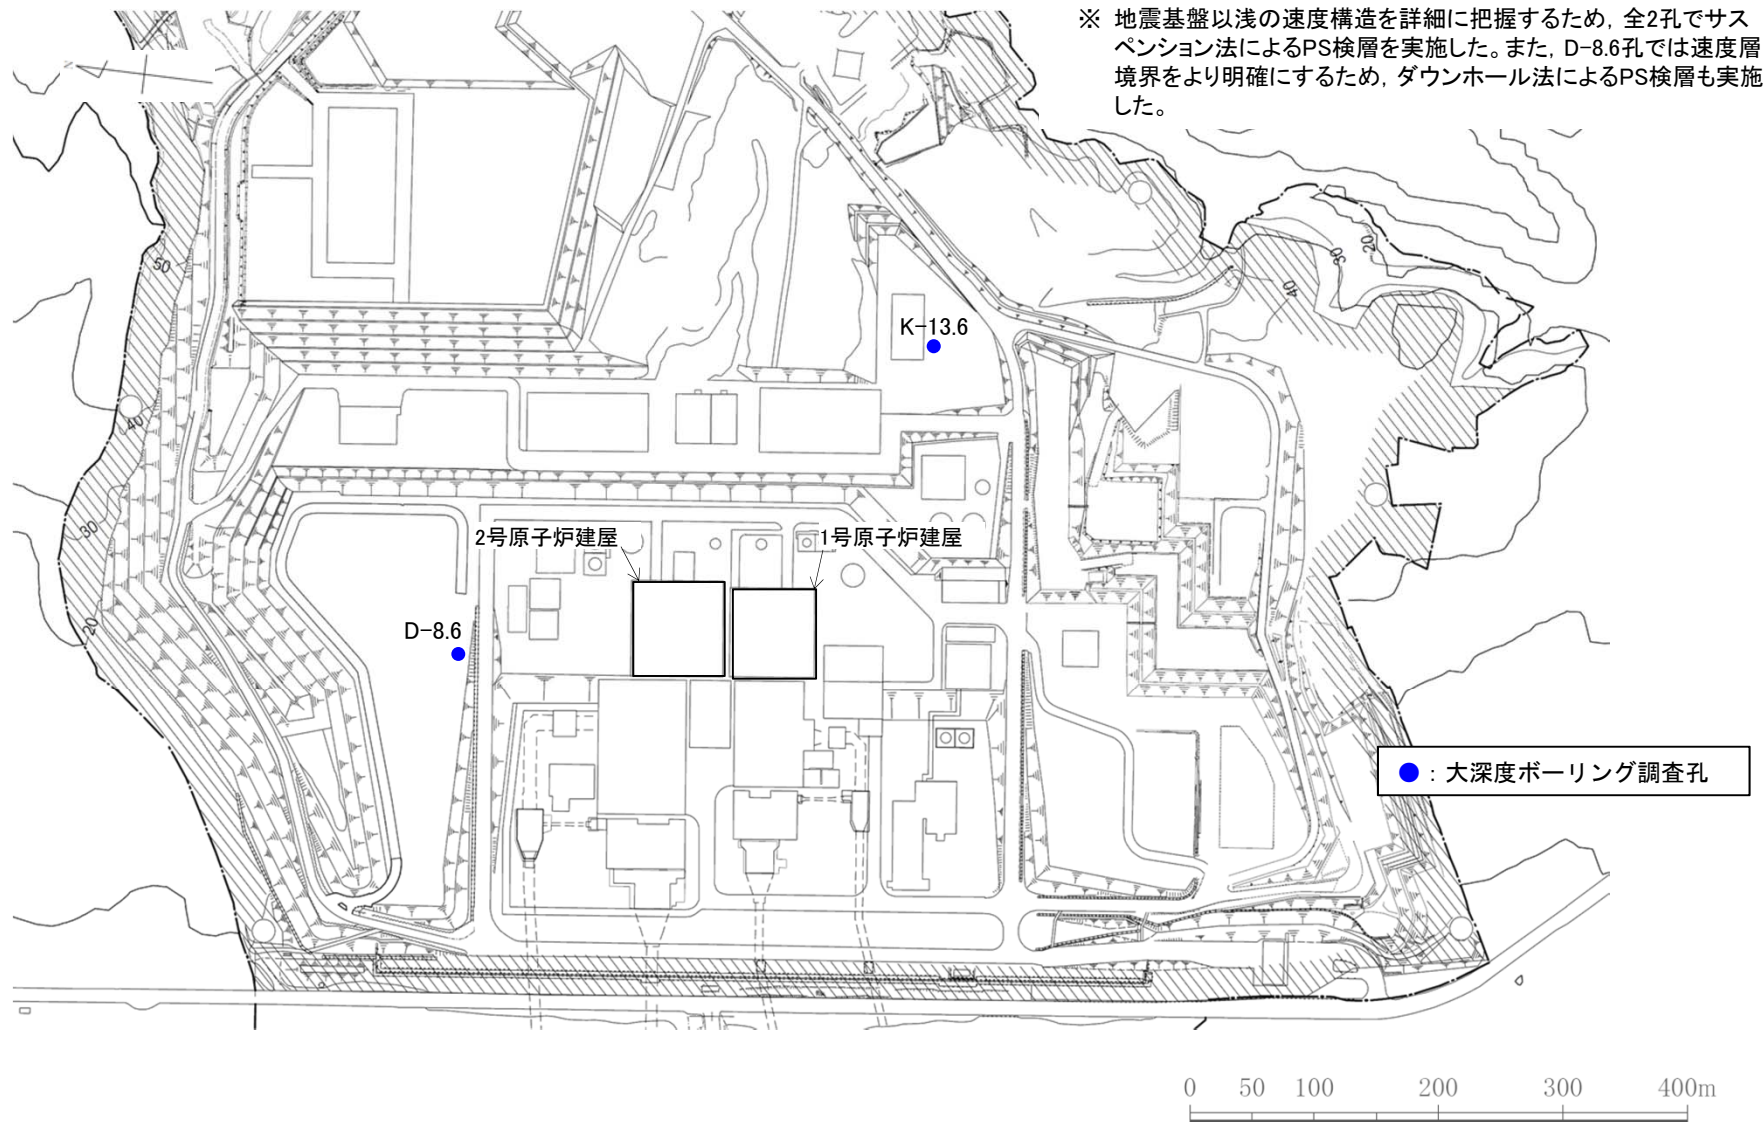 ※ 地震基盤以浅の速度構造を詳細に把握するため，全2孔でサス
ペンション法によるPS検層を実施した。また，D-8.6孔では速度層
境界をより明確にするため，ダウンホール法によるPS検層も実施
した。
50
30
20
40
K-13.6
40
30
2号原子炉建屋
1号原子炉建屋
20
D-8.6
●：大深度ボーリング調査孔
0 50 100 200 300 400m